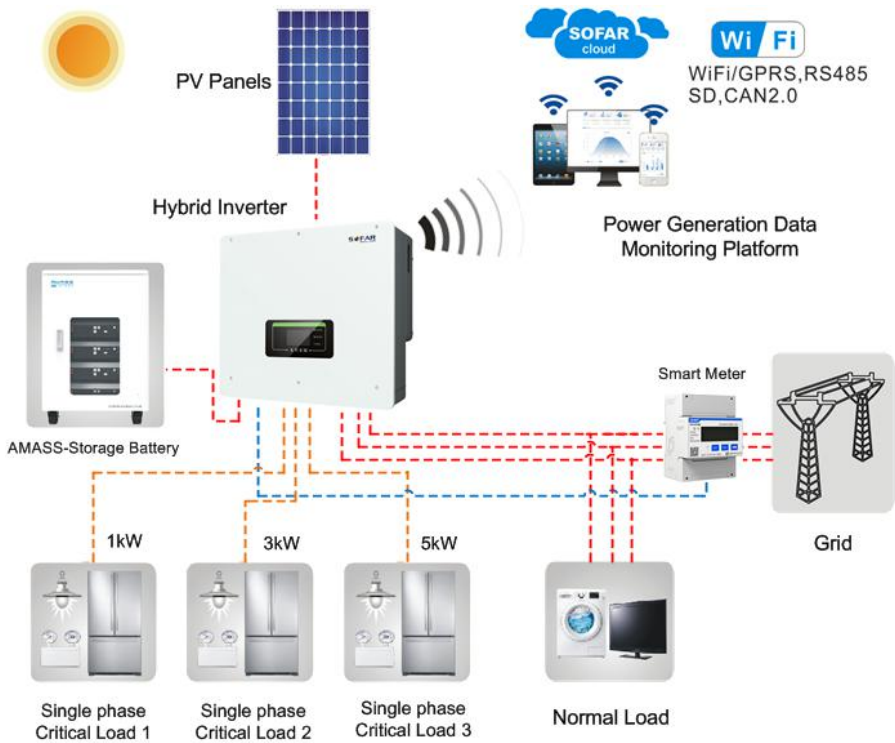 SOFAR
cloud
Wi Fi
WiFi/GPRS,RS485
SD,CAN2.0
PV Panels
Hybrid Inverter
SOFAR
Power Generation Data
Monitoring Platform
Smart Meter
AMASS-Storage Battery
Grid
1kW
3kW
5kW
Single phase
Critical Load 1
Single phase
Critical Load 2
Single phase
Critical Load 3
Normal Load